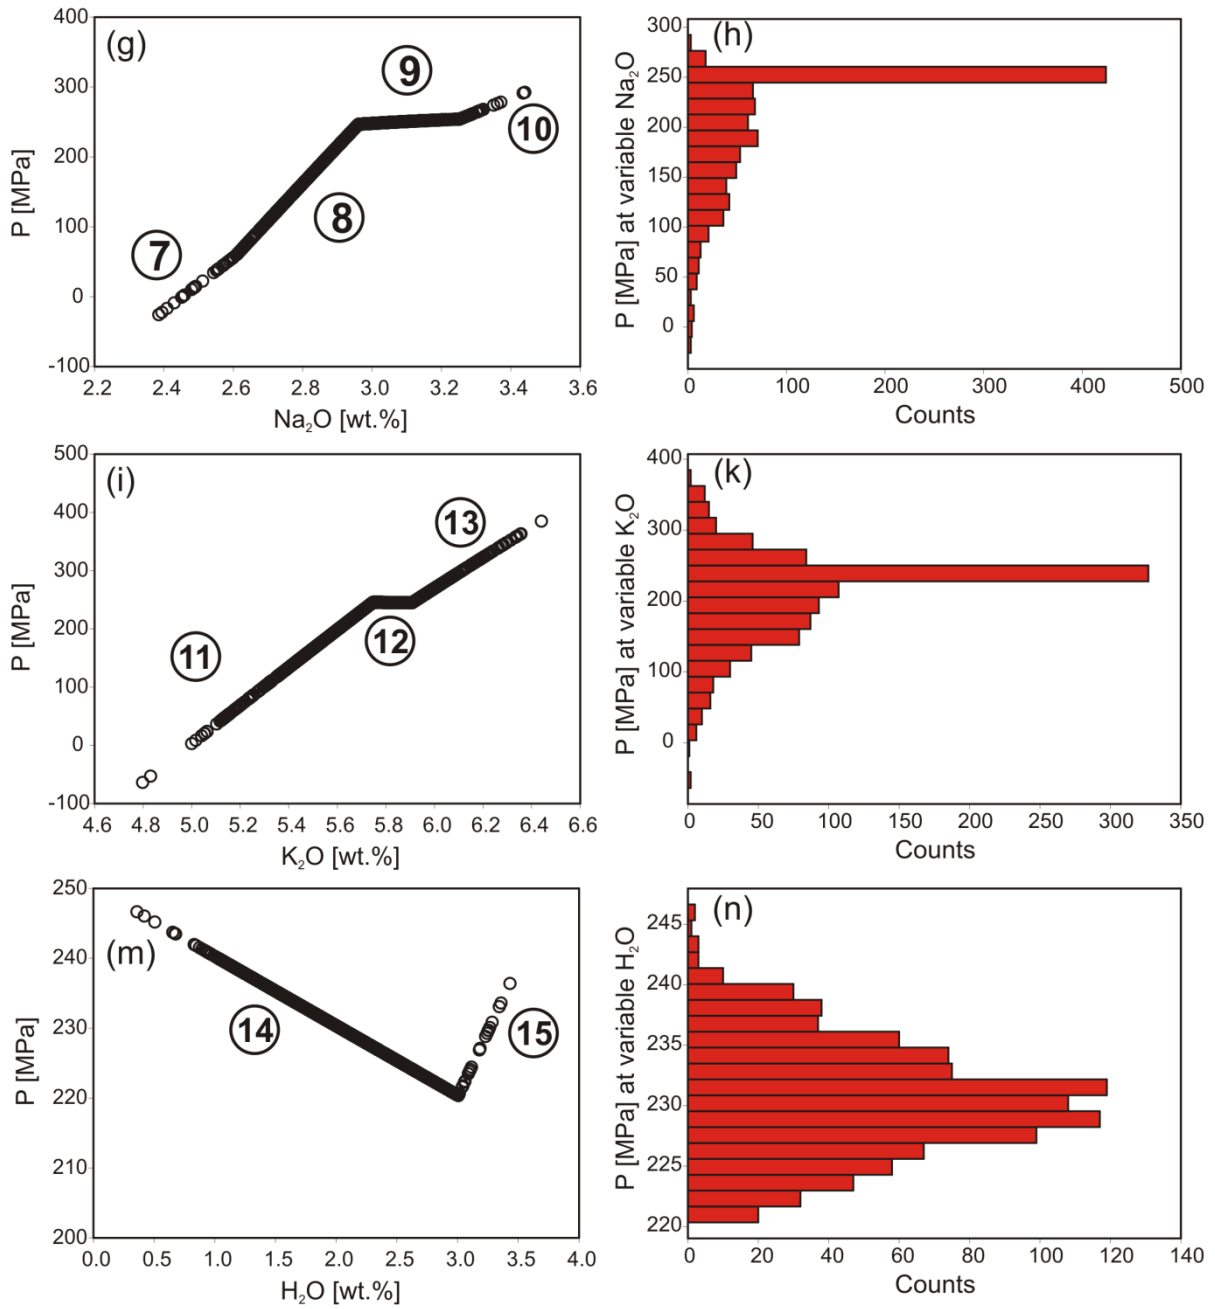 (g)
P [MPa]
400
300
200
100
0
-100
7
8
9
10
2.2 2.4 2.6 2.8 3.0 3.2 3.4 3.6
Na₂O [wt.%]
(h)
P [MPa] at variable Na₂O
300
250
200
150
100
50
0
0 100 200 300 400 500
Counts
(i)
P [MPa]
500
400
300
200
100
0
-100
11
12
13
4.6 4.8 5.0 5.2 5.4 5.6 5.8 6.0 6.2 6.4 6.6
K₂O [wt.%]
(k)
P [MPa] at variable K₂O
400
300
200
100
0
0 50 100 150 200 250 300 350
Counts
(m)
P [MPa]
250
240
230
220
210
200
14
15
0.0 0.5 1.0 1.5 2.0 2.5 3.0 3.5 4.0
H₂O [wt.%]
(n)
P [MPa] at variable H₂O
245
240
235
230
225
220
0 20 40 60 80 100 120 140
Counts